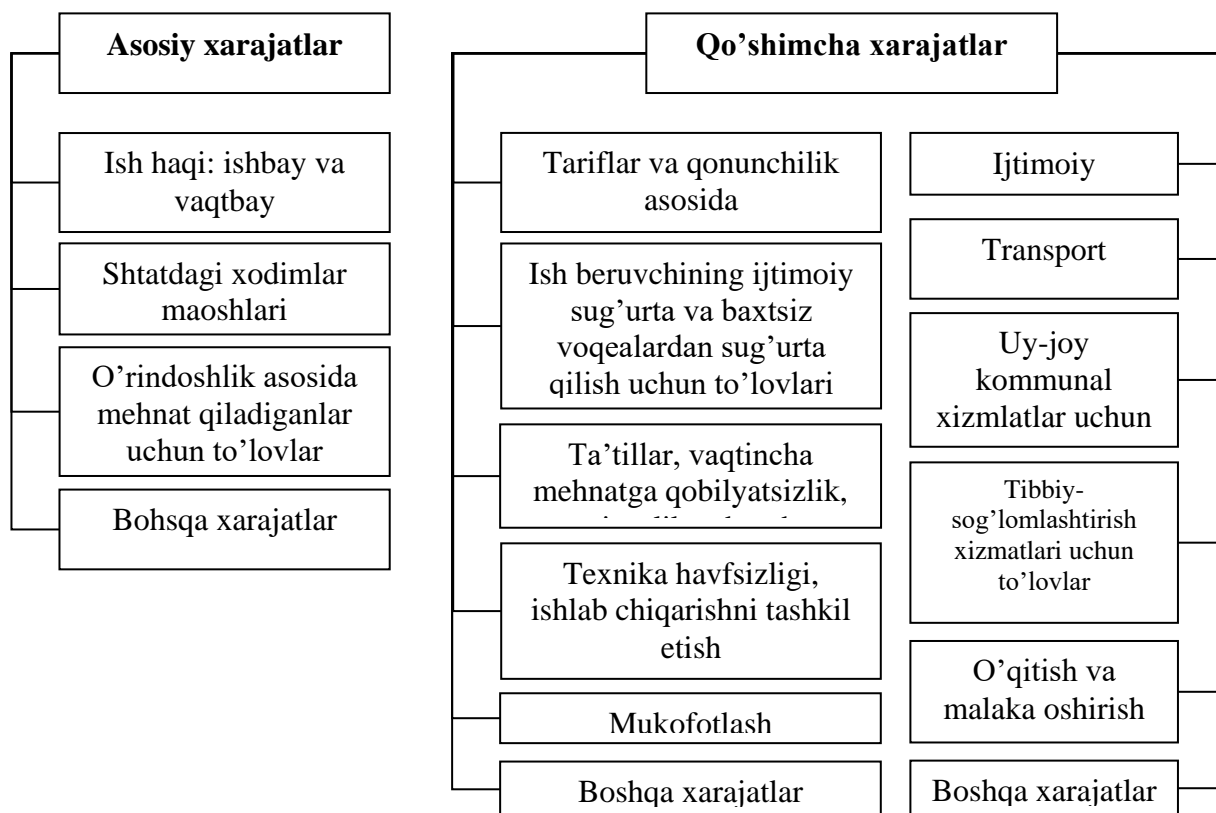 Asosiy xarajatlar
Ish haqi: ishbay va
vaqtbay
Shtatdagi xodimlar
maoshlari
O’rindoshlik asosida
mehnat qiladiganlar
uchun to’lovlar
Bohsqa xarajatlar
Qo’shimcha xarajatlar
Tariflar va qonunchilik
asosida
Ish beruvchining ijtimoiy
sug’urta va baxtsiz
voqealardan sug’urta
qilish uchun to’lovlari
Ta’tillar, vaqtincha
mehnatga qobilyatsizlik,
Texnika havfsizligi,
ishlab chiqarishni tashkil
etish
Mukofotlash
Boshqa xarajatlar
Ijtimoiy
Transport
Uy-joy
kommunal
xizmlatlar uchun
Tibbiy-
sog’lomlashtirish
xizmatlari uchun
to’lovlar
O’qitish va
malaka oshirish
Boshqa xarajatlar